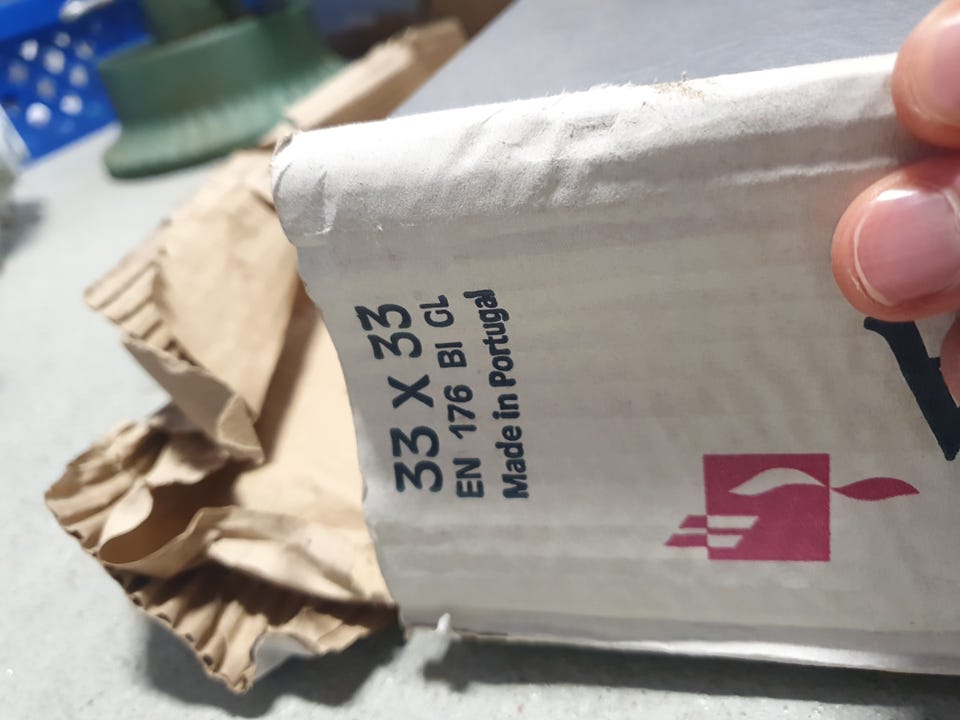 33 X 33
EN 176 BI GL
Made in Portugal